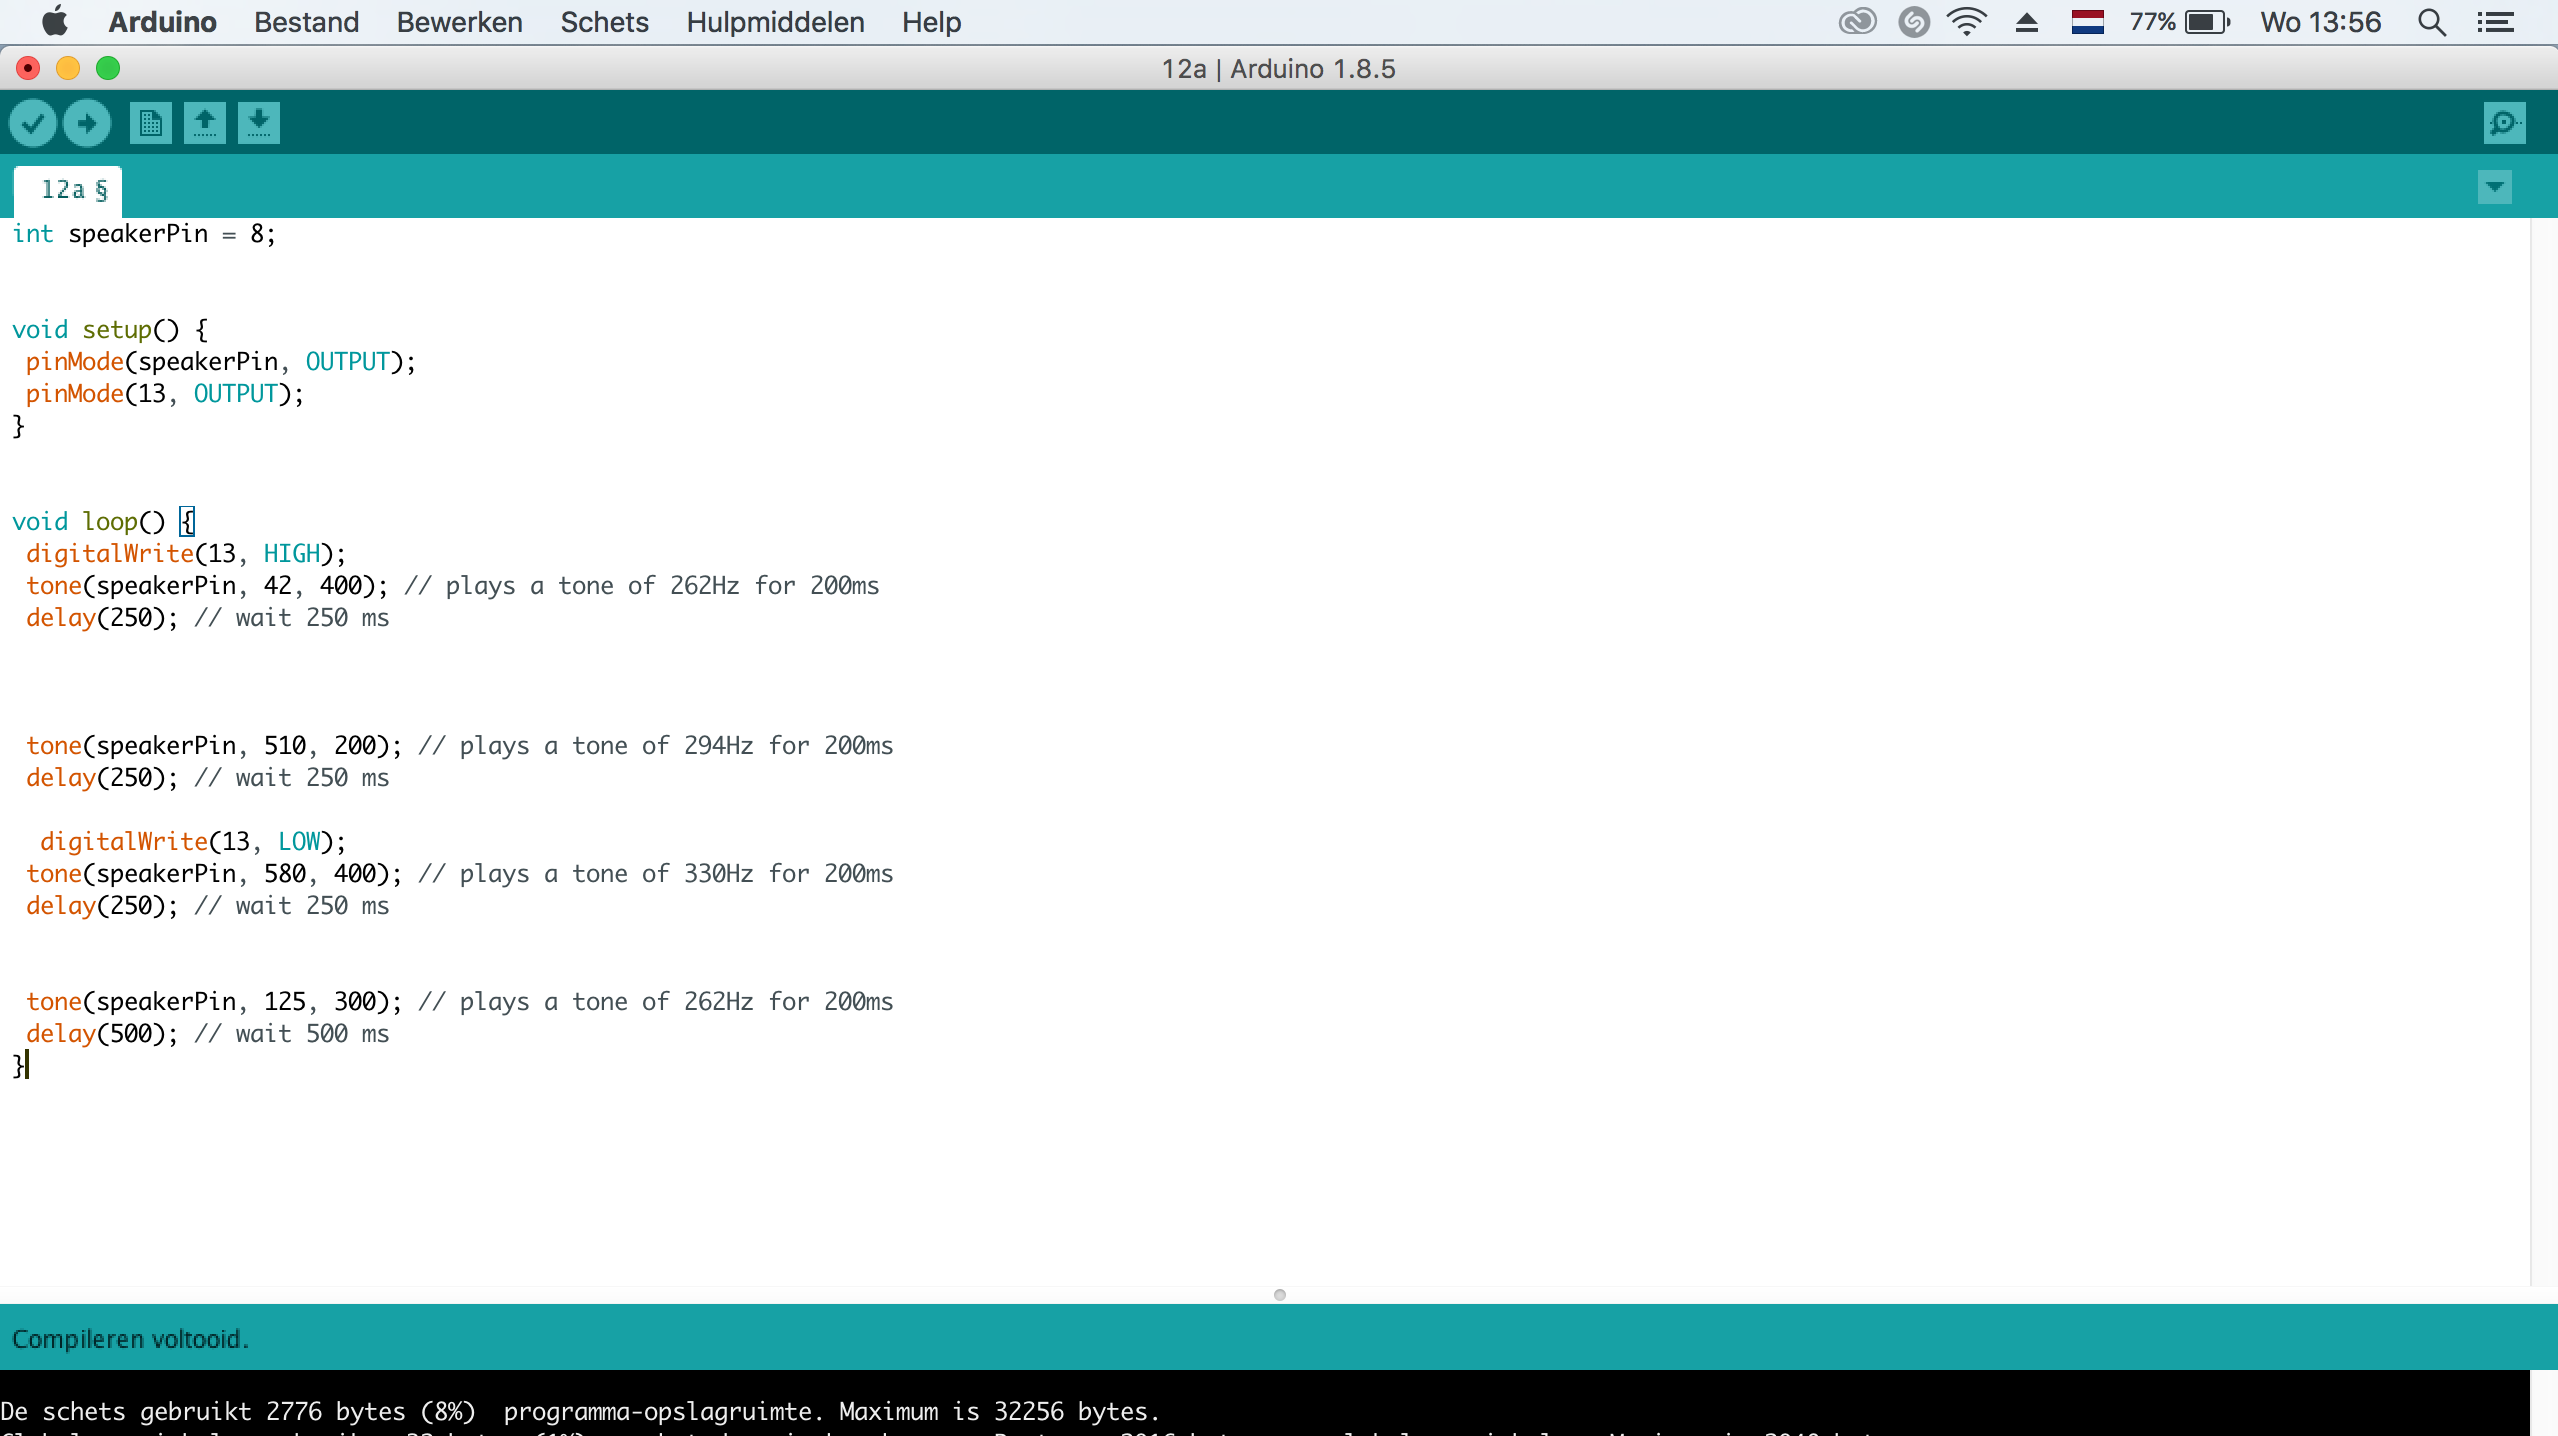 Arduino Bestand Bewerken Schets Hulpmiddelen Help 77% Wo 13:56
12a | Arduino 1.8.5
12a §
int speakerPin = 8;
void setup() {
pinMode(speakerPin, OUTPUT);
pinMode(13, OUTPUT);
}
void loop() {
digitalWrite(13, HIGH);
tone(speakerPin, 42, 400); // plays a tone of 262Hz for 200ms
delay(250); // wait 250 ms
tone(speakerPin, 510, 200); // plays a tone of 294Hz for 200ms
delay(250); // wait 250 ms
digitalWrite(13, LOW);
tone(speakerPin, 580, 400); // plays a tone of 330Hz for 200ms
delay(250); // wait 250 ms
tone(speakerPin, 125, 300); // plays a tone of 262Hz for 200ms
delay(500); // wait 500 ms
}
Compileren voltooid.
De schets gebruikt 2776 bytes (8%)  programma-opslagruimte. Maximum is 32256 bytes.